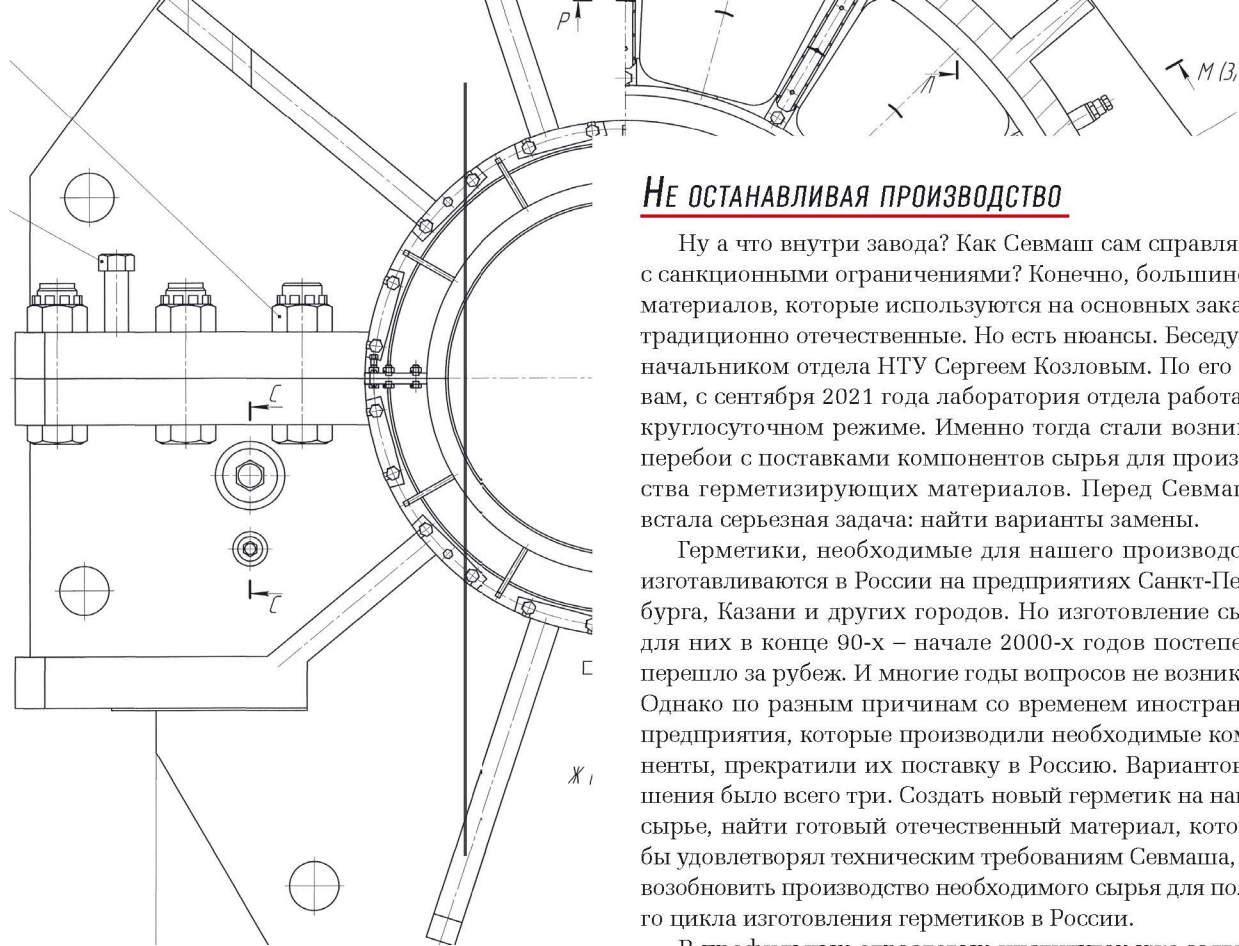 Р
Л
М (3,
С
С
Ж
Не останавливая производство
Ну а что внутри завода? Как Севмаш сам справля
с санкционными ограничениями? Конечно, большинс
материалов, которые используются на основных зака
традиционно отечественные. Но есть нюансы. Беседу
начальником отдела НТУ Сергеем Козловым. По его
вам, с сентября 2021 года лаборатория отдела работа
круглосуточном режиме. Именно тогда стали возни
перебои с поставками компонентов сырья для произ
ства герметизирующих материалов. Перед Севмаш
встала серьезная задача: найти варианты замены.
Герметики, необходимые для нашего производс
изготавливаются в России на предприятиях Санкт-Пе
бурга, Казани и других городов. Но изготовление сы
для них в конце 90-х – начале 2000-х годов постепе
перешло за рубеж. И многие годы вопросов не возник
Однако по разным причинам со временем иностран
предприятия, которые производили необходимые ком
ненты, прекратили их поставку в Россию. Вариантов
шения было всего три. Создать новый герметик на на
сырье, найти готовый отечественный материал, кото
бы удовлетворял техническим требованиям Севмаша,
возобновить производство необходимого сырья для пол
го цикла изготовления герметиков в России.